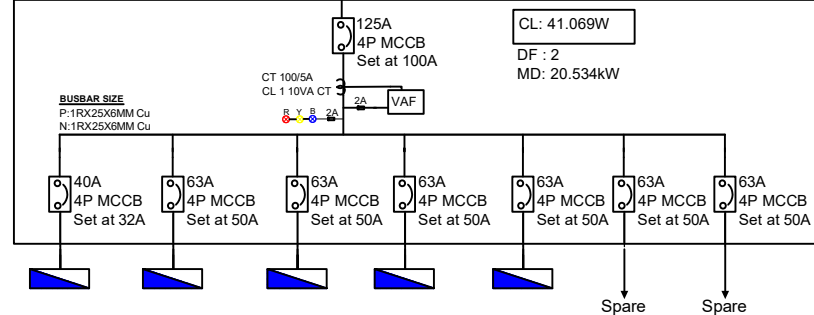 125A
4P MCCB
Set at 100A
CL: 41.069W
DF : 2
MD: 20.534kW
CT 100/5A
CL 1 10VA CT
2A
VAF
BUSBAR SIZE
P:1RX25X6MM Cu
N:1RX25X6MM Cu
R Y B 2A
40A
4P MCCB
Set at 32A
63A
4P MCCB
Set at 50A
63A
4P MCCB
Set at 50A
63A
4P MCCB
Set at 50A
63A
4P MCCB
Set at 50A
63A
4P MCCB
Set at 50A
63A
4P MCCB
Set at 50A
Spare
Spare